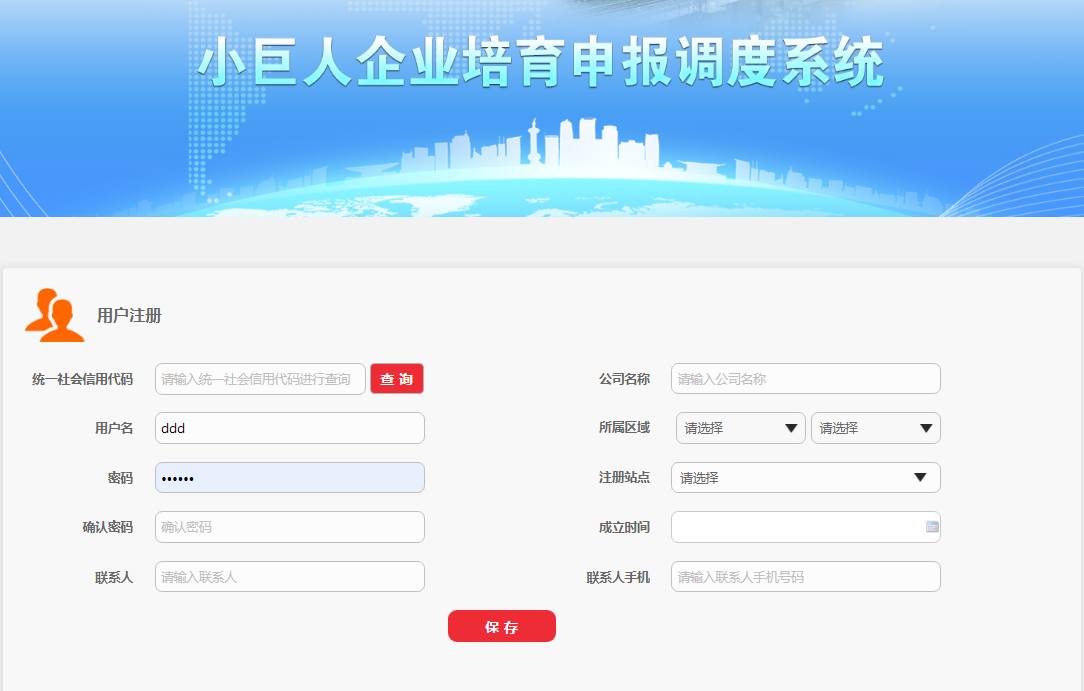 小巨人企业培育申报调度系统
用户注册
统一社会信用代码 请输入统一社会信用代码进行查询 查 询 公司名称 请输入公司名称
用户名 ddd 所属区域 请选择 请选择
密码 •••••• 注册站点 请选择
确认密码 确认密码 成立时间
联系人 请输入联系人 联系人手机 请输入联系人手机号码
保 存